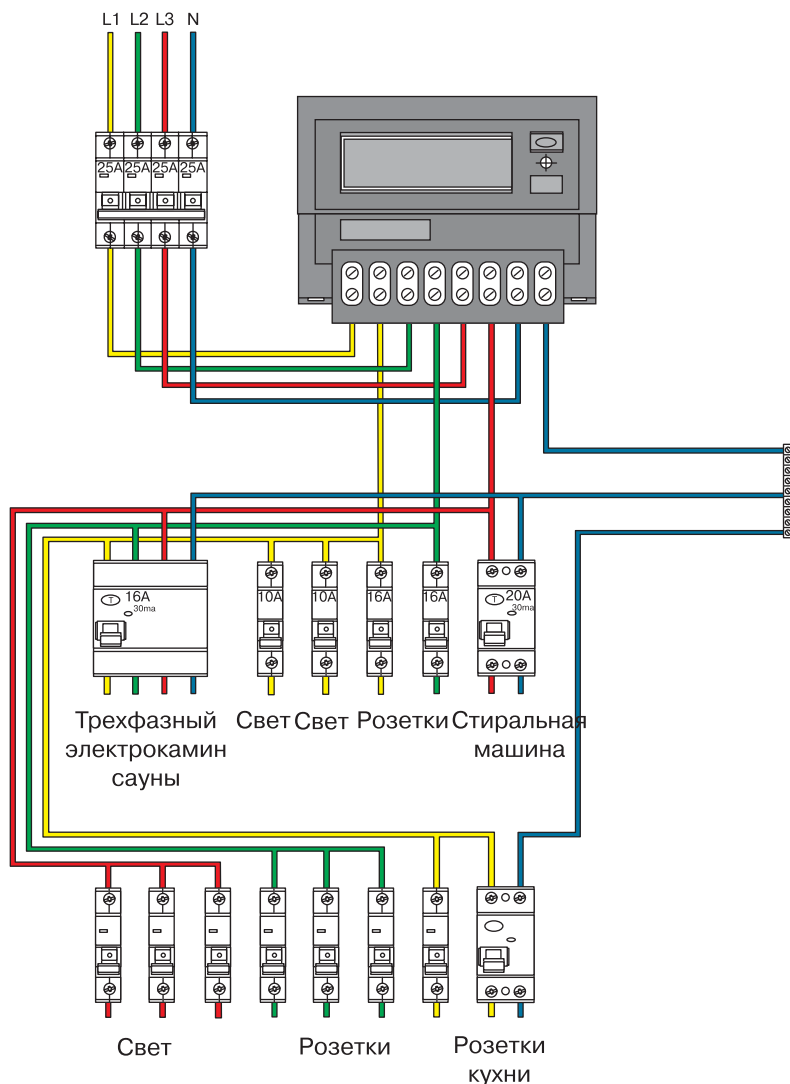 L1 L2 L3 N
25A 25A 25A 25A
T 16A 30ma
10A 10A 16A 16A
T 20A 30ma
Трехфазный
электрокамин
сауны
Свет Свет Розетки Стиральная
машина
Свет Розетки Розетки
кухни